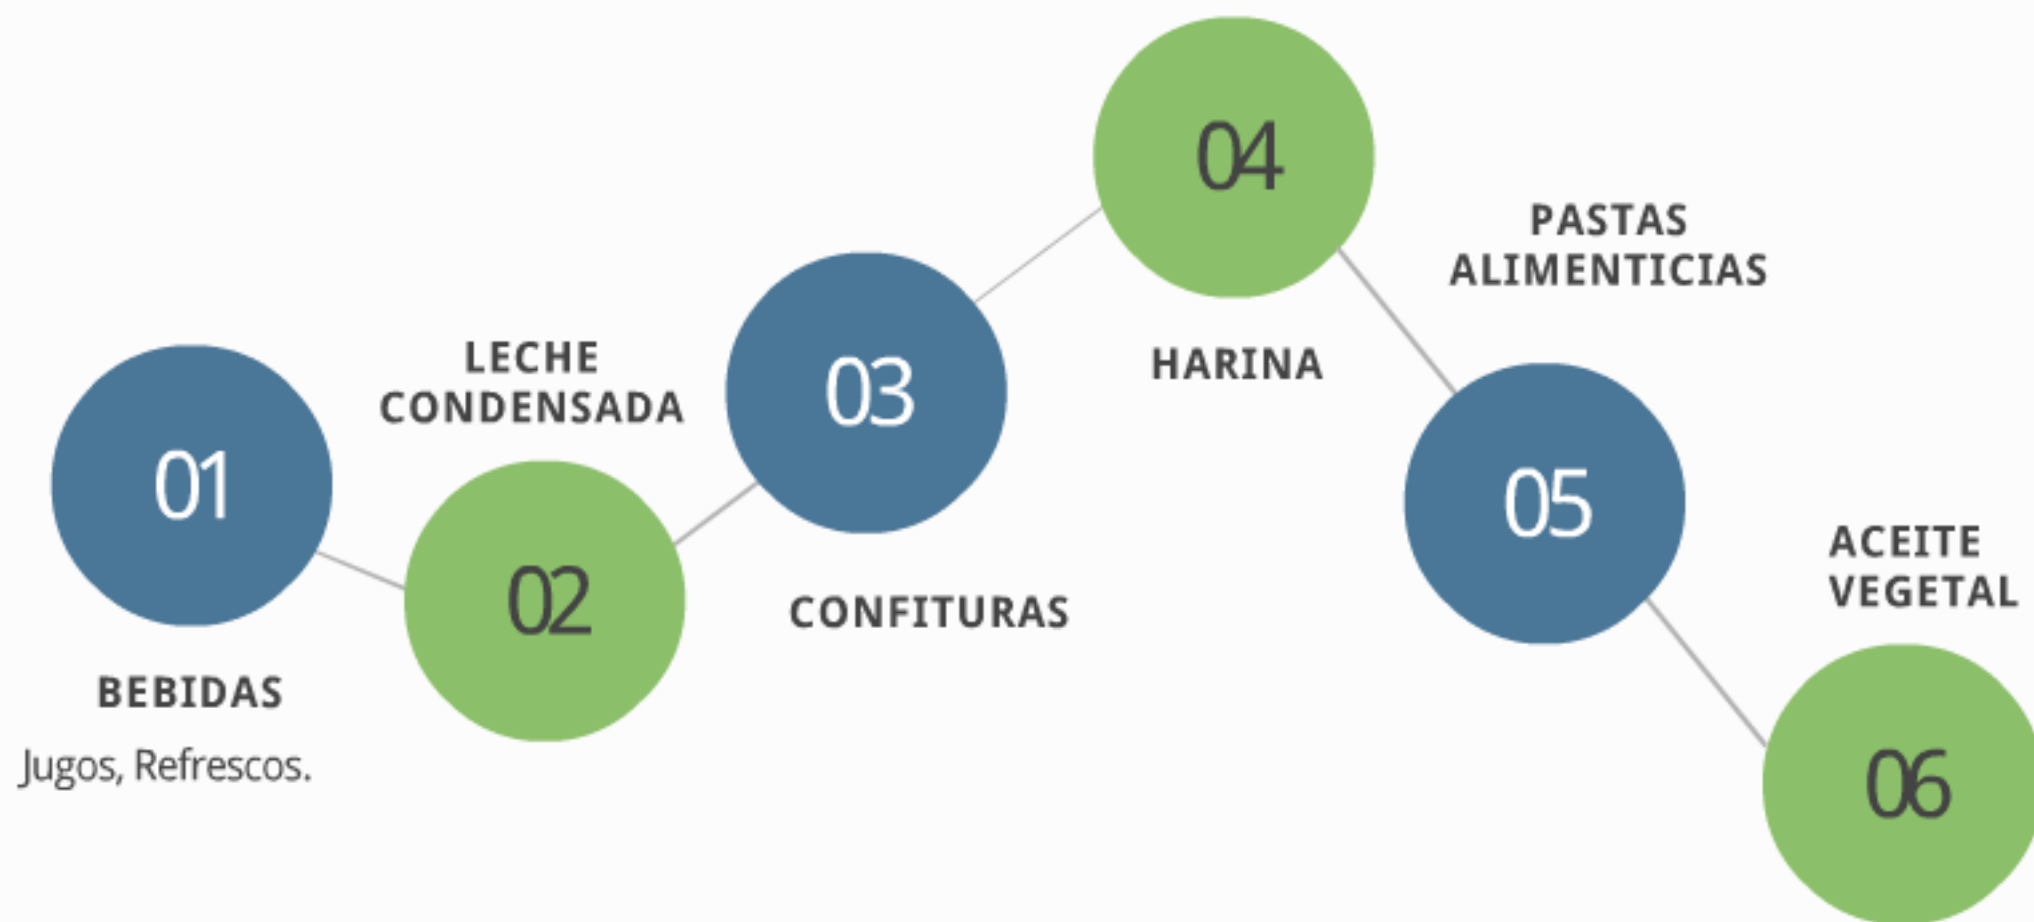 01
BEBIDAS
Jugos, Refrescos.
LECHE
CONDENSADA
02
03
CONFITURAS
04
HARINA
PASTAS
ALIMENTICIAS
05
ACEITE
VEGETAL
06